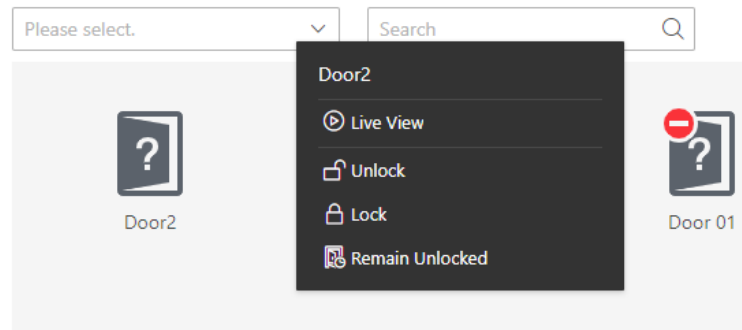 Please select.
Search
Door2
Live View
Unlock
Lock
Remain Unlocked
?
Door2
?
Door 01